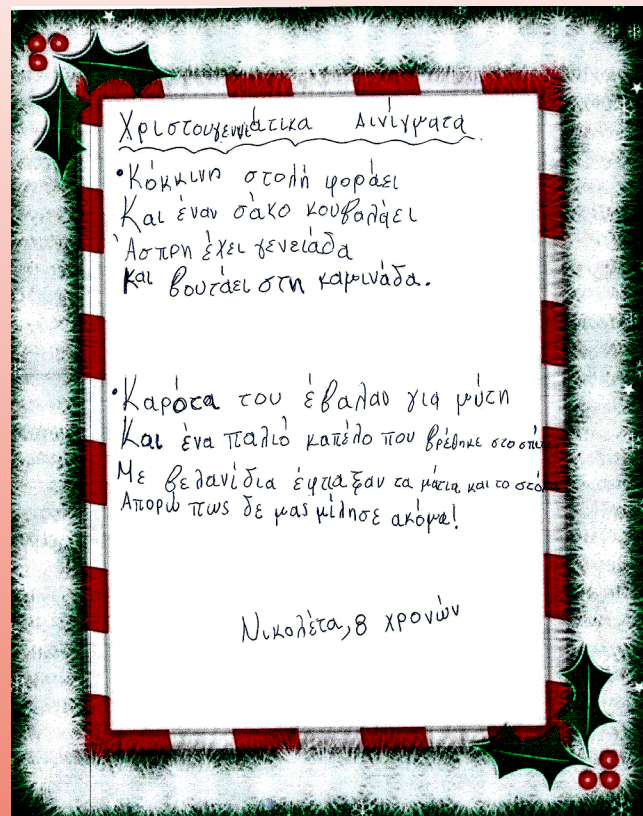 Χριστουγεννιάτικα Αινίγματα
•Κόκκινη στολή φοράει
Και έναν σάκο κουβαλάει
Άσπρη έχει γενειάδα
Και βουτάει στη καμινάδα.
•Καρότα του έβαλαν για μύτη
Και ένα παλιό καπέλο που βρέθηκε στο σπίτι.
Με βελανίδια έφτιαξαν τα μάτια και το στόμα
Απορώ πως δε μας μίλησε ακόμα!
Νικολέτα, 8 χρονών